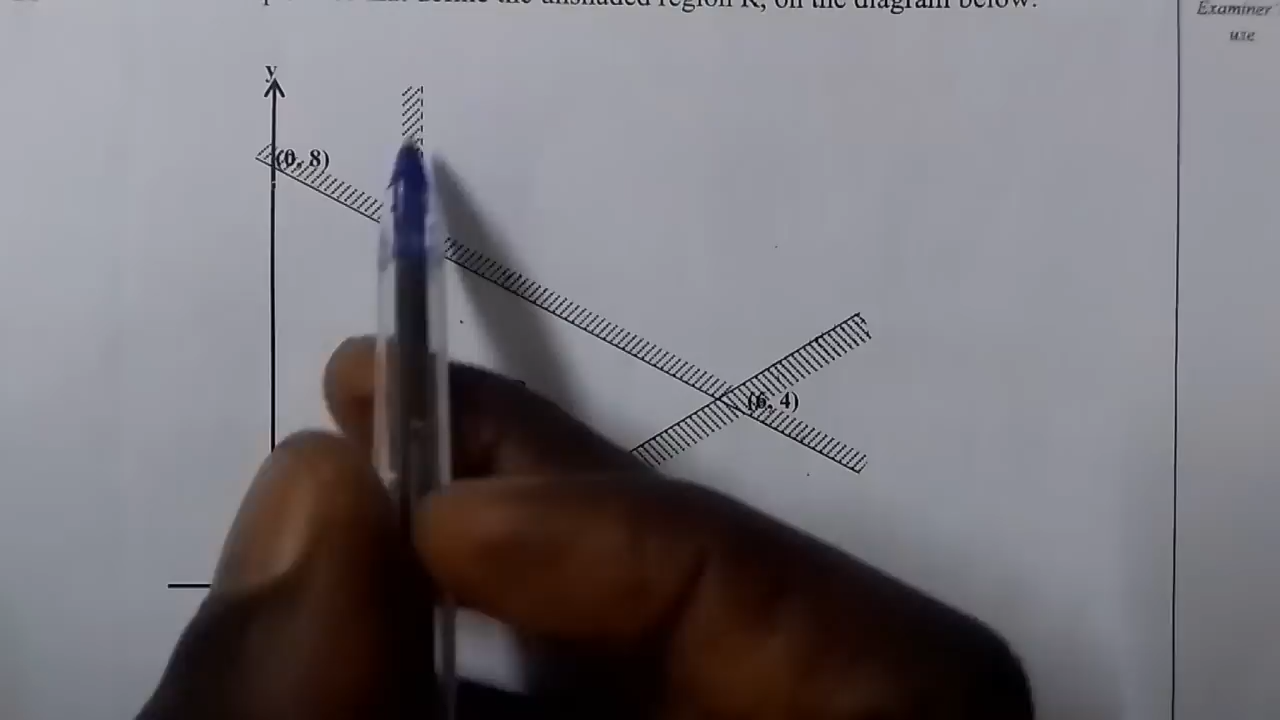 define the unshaded region R, on the diagram below.
Examiner
use
y
(0, 8)
(6, 4)